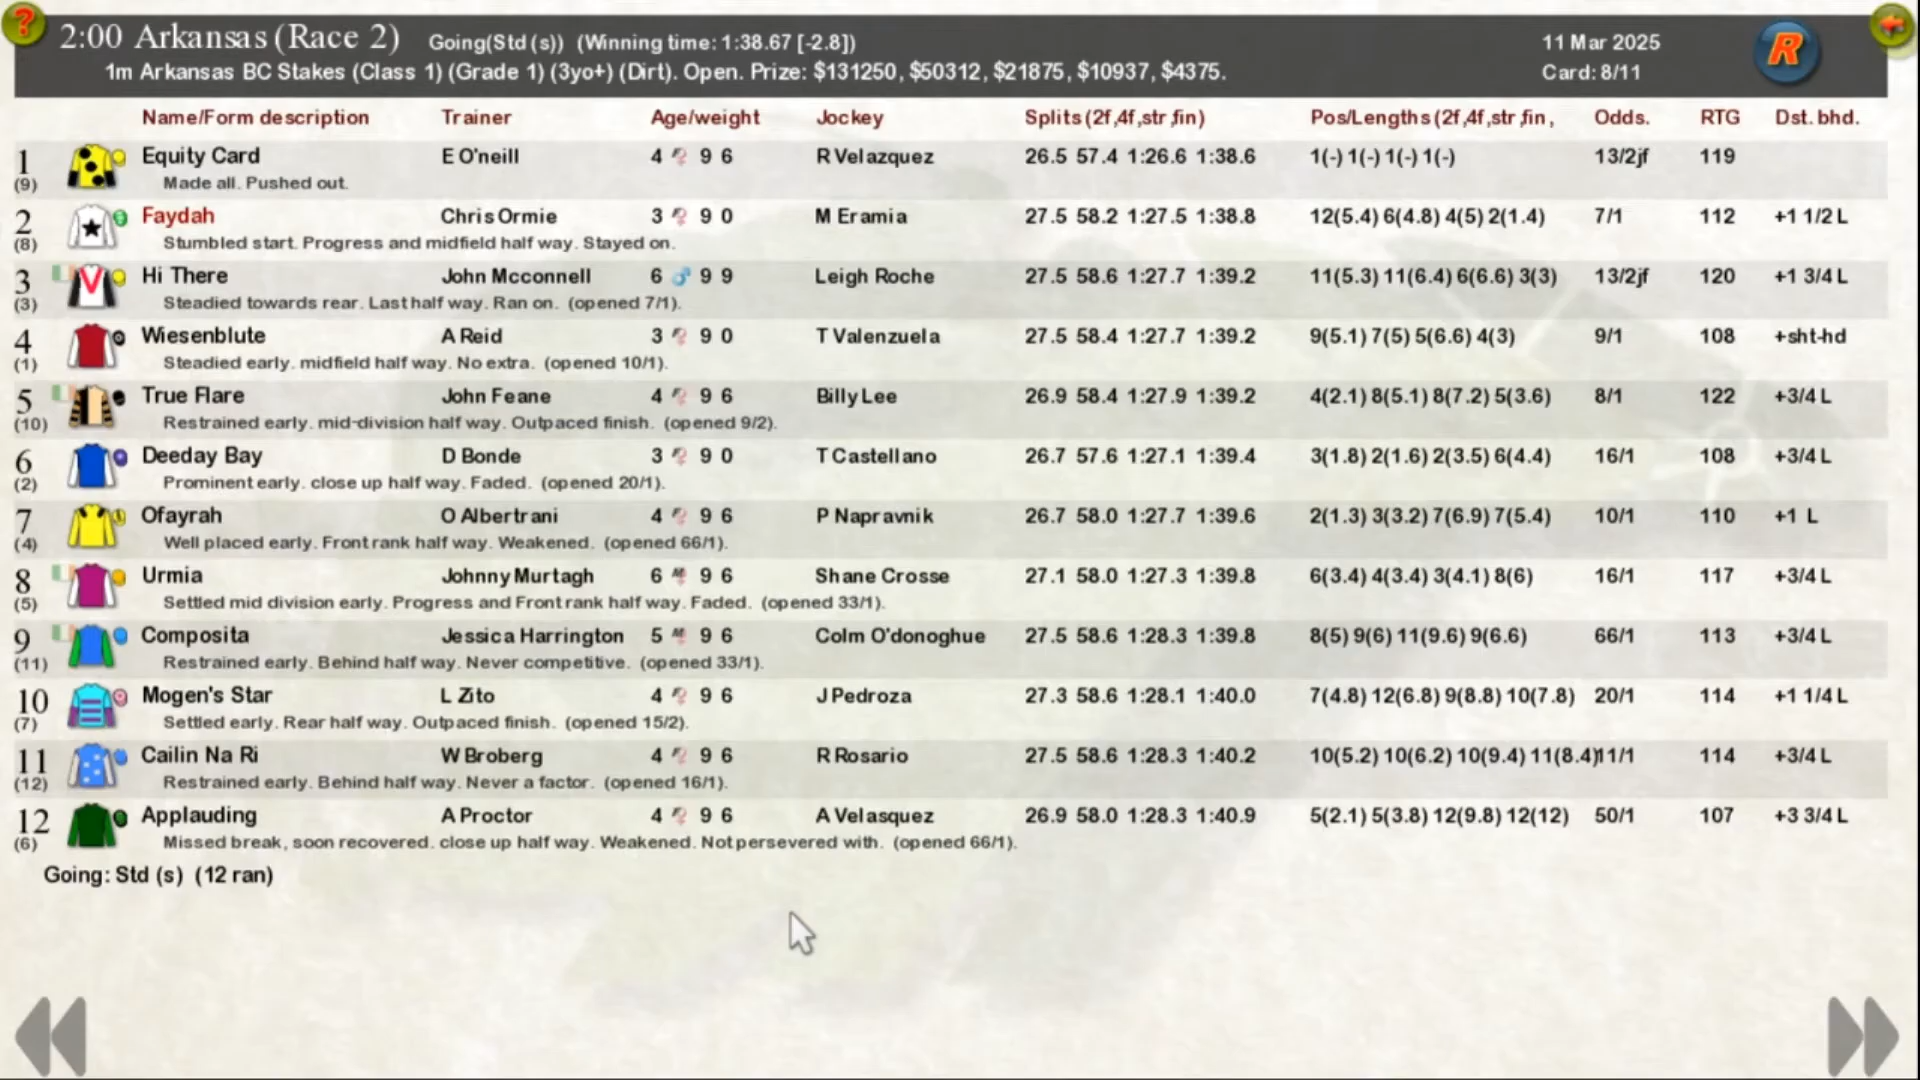 ?
2:00 Arkansas (Race 2) Going(Std (s)) (Winning time: 1:38.67 [-2.8]) 11 Mar 2025 R
1m Arkansas BC Stakes (Class 1) (Grade 1) (3yo+) (Dirt). Open. Prize: $131250, $50312, $21875, $10937, $4375. Card: 8/11
Name/Form description Trainer Age/weight Jockey Splits (2f,4f,str,fin) Pos/Lengths (2f,4f,str,fin, Odds. RTG Dst. bhd.
1 Equity Card E O'neill 4 9 6 R Velazquez 26.5 57.4 1:26.6 1:38.6 1(-) 1(-) 1(-) 1(-) 13/2jf 119
(9) Made all. Pushed out.
2 Faydah Chris Ormie 3 9 0 M Eramia 27.5 58.2 1:27.5 1:38.8 12(5.4) 6(4.8) 4(5) 2(1.4) 7/1 112 +1 1/2 L
(8) Stumbled start. Progress and midfield half way. Stayed on.
3 Hi There John Mcconnell 6 9 9 Leigh Roche 27.5 58.6 1:27.7 1:39.2 11(5.3) 11(6.4) 6(6.6) 3(3) 13/2jf 120 +1 3/4 L
(3) Steadied towards rear. Last half way. Ran on. (opened 7/1).
4 Wiesenblute A Reid 3 9 0 T Valenzuela 27.5 58.4 1:27.7 1:39.2 9(5.1) 7(5) 5(6.6) 4(3) 9/1 108 +sht-hd
(1) Steadied early. midfield half way. No extra. (opened 10/1).
5 True Flare John Feane 4 9 6 Billy Lee 26.9 58.4 1:27.9 1:39.2 4(2.1) 8(5.1) 8(7.2) 5(3.6) 8/1 122 +3/4 L
(10) Restrained early. mid-division half way. Outpaced finish. (opened 9/2).
6 Deeday Bay D Bonde 3 9 0 T Castellano 26.7 57.6 1:27.1 1:39.4 3(1.8) 2(1.6) 2(3.5) 6(4.4) 16/1 108 +3/4 L
(2) Prominent early. close up half way. Faded. (opened 20/1).
7 Ofayrah O Albertrani 4 9 6 P Napravnik 26.7 58.0 1:27.7 1:39.6 2(1.3) 3(3.2) 7(6.9) 7(5.4) 10/1 110 +1 L
(4) Well placed early. Front rank half way. Weakened. (opened 66/1).
8 Urmia Johnny Murtagh 6 9 6 Shane Crosse 27.1 58.0 1:27.3 1:39.8 6(3.4) 4(3.4) 3(4.1) 8(6) 16/1 117 +3/4 L
(5) Settled mid division early. Progress and Front rank half way. Faded. (opened 33/1).
9 Composita Jessica Harrington 5 9 6 Colm O'donoghue 27.5 58.6 1:28.3 1:39.8 8(5) 9(6) 11(9.6) 9(6.6) 66/1 113 +3/4 L
(11) Restrained early. Behind half way. Never competitive. (opened 33/1).
10 Mogen's Star L Zito 4 9 6 J Pedroza 27.3 58.6 1:28.1 1:40.0 7(4.8) 12(6.8) 9(8.8) 10(7.8) 20/1 114 +1 1/4 L
(7) Settled early. Rear half way. Outpaced finish. (opened 15/2).
11 Cailin Na Ri W Broberg 4 9 6 R Rosario 27.5 58.6 1:28.3 1:40.2 10(5.2) 10(6.2) 10(9.4) 11(8.4) 11/1 114 +3/4 L
(12) Restrained early. Behind half way. Never a factor. (opened 16/1).
12 Applauding A Proctor 4 9 6 A Velasquez 26.9 58.0 1:28.3 1:40.9 5(2.1) 5(3.8) 12(9.8) 12(12) 50/1 107 +3 3/4 L
(6) Missed break, soon recovered. close up half way. Weakened. Not persevered with. (opened 66/1).
Going: Std (s) (12 ran)